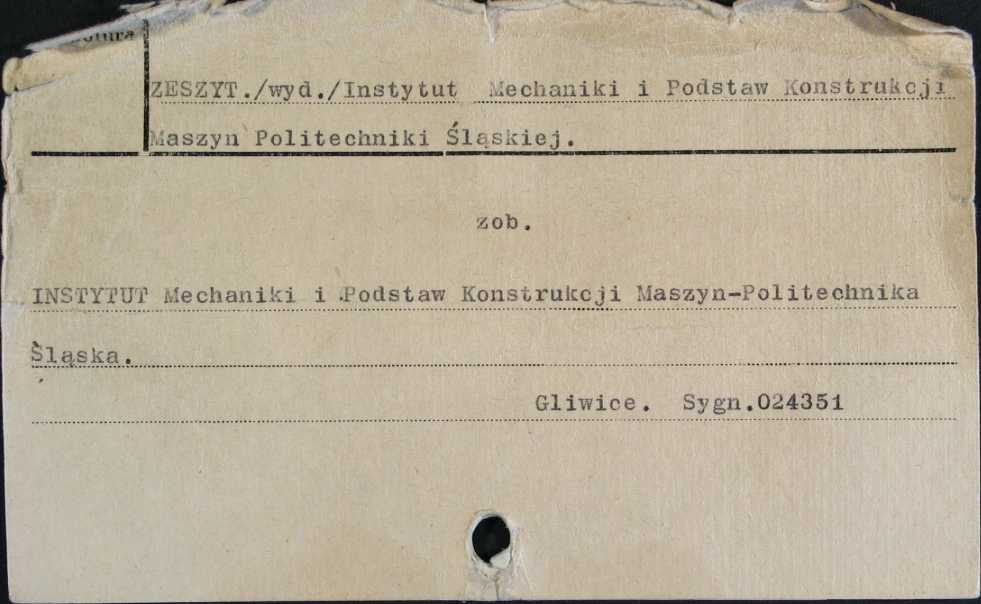 ZESZYT./wyd./Instytut Mechaniki i Podstaw Konstrukcji
Maszyn Politechniki Śląskiej.
zob.
INSTYTUT Mechaniki i Podstaw Konstrukcji Maszyn-Politechnika
Śląska.
Gliwice. Sygn.024351